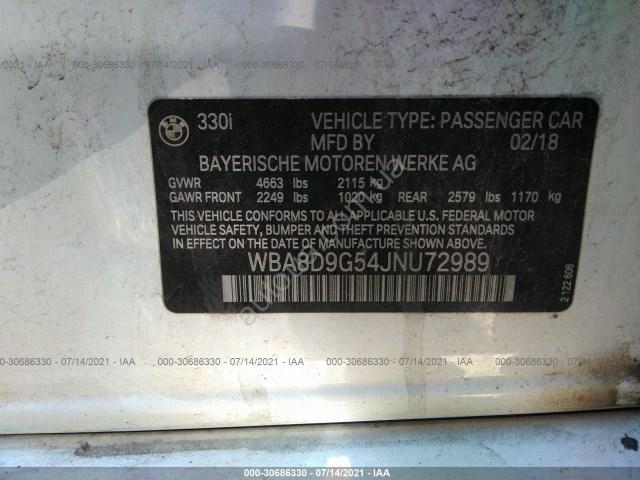 000-30686330 - 07/14/2021 - IAA
330i VEHICLE TYPE: PASSENGER CAR
MFD BY 02/18
BAYERISCHE MOTOREN WERKE AG
GVWR 4663 lbs 2115 kg
GAWR FRONT 2249 lbs 1020 kg REAR 2579 lbs 1170 kg
THIS VEHICLE CONFORMS TO ALL APPLICABLE U.S. FEDERAL MOTOR
VEHICLE SAFETY, BUMPER AND THEFT PREVENTION STANDARDS
IN EFFECT ON THE DATE OF MANUFACTURE SHOWN ABOVE.
WBA8D9G54JNU72989
2 122 606
000-30686330 - 07/14/2021 - IAA
000-30686330 - 07/14/2021 - IAA